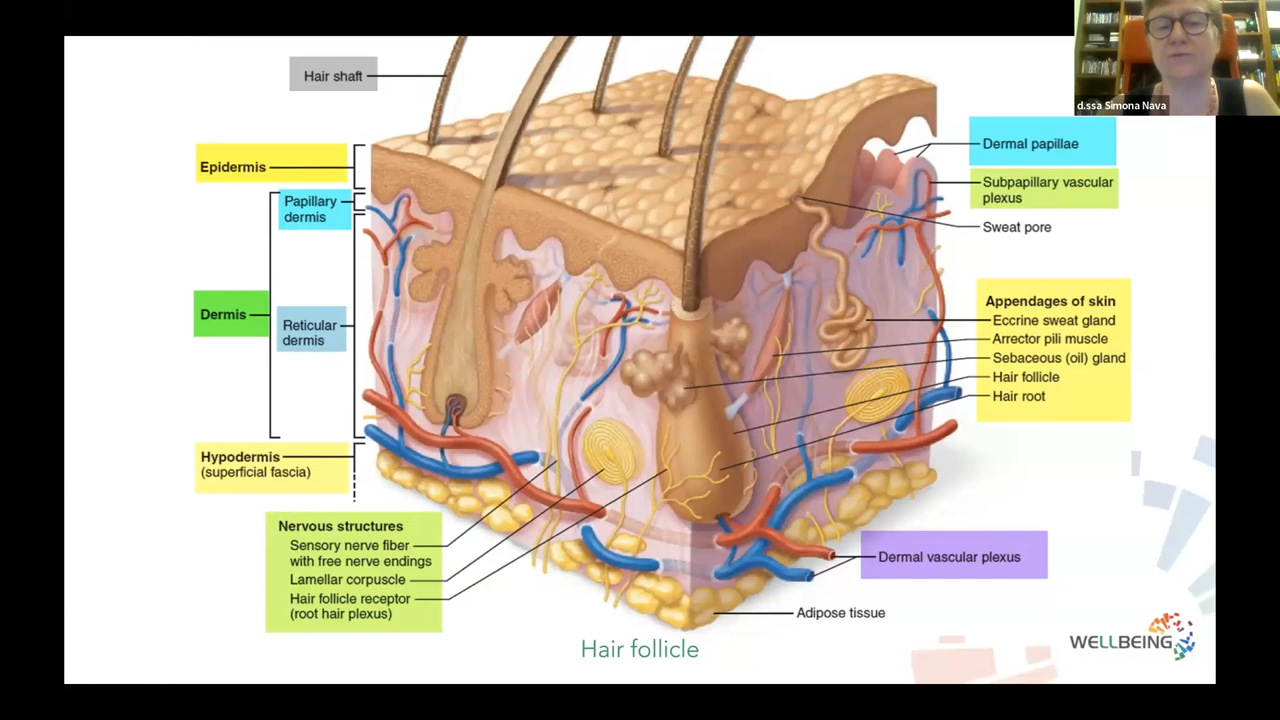 d.ssa Simona Nava
Hair shaft
Epidermis
Papillary
dermis
Dermis
Reticular
dermis
Hypodermis
(superficial fascia)
Nervous structures
Sensory nerve fiber
with free nerve endings
Lamellar corpuscle
Hair follicle receptor
(root hair plexus)
Dermal papillae
Subpapillary vascular
plexus
Sweat pore
Appendages of skin
Eccrine sweat gland
Arrector pili muscle
Sebaceous (oil) gland
Hair follicle
Hair root
Dermal vascular plexus
Adipose tissue
Hair follicle
WELLBEING